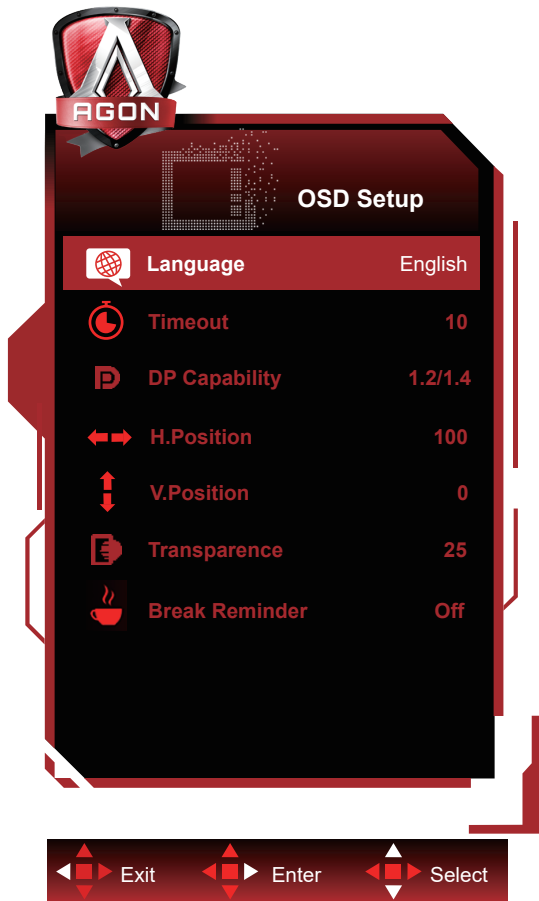 AGON
OSD Setup
Language English
Timeout 10
DP Capability 1.2/1.4
H.Position 100
V.Position 0
Transparence 25
Break Reminder Off
Exit Enter Select